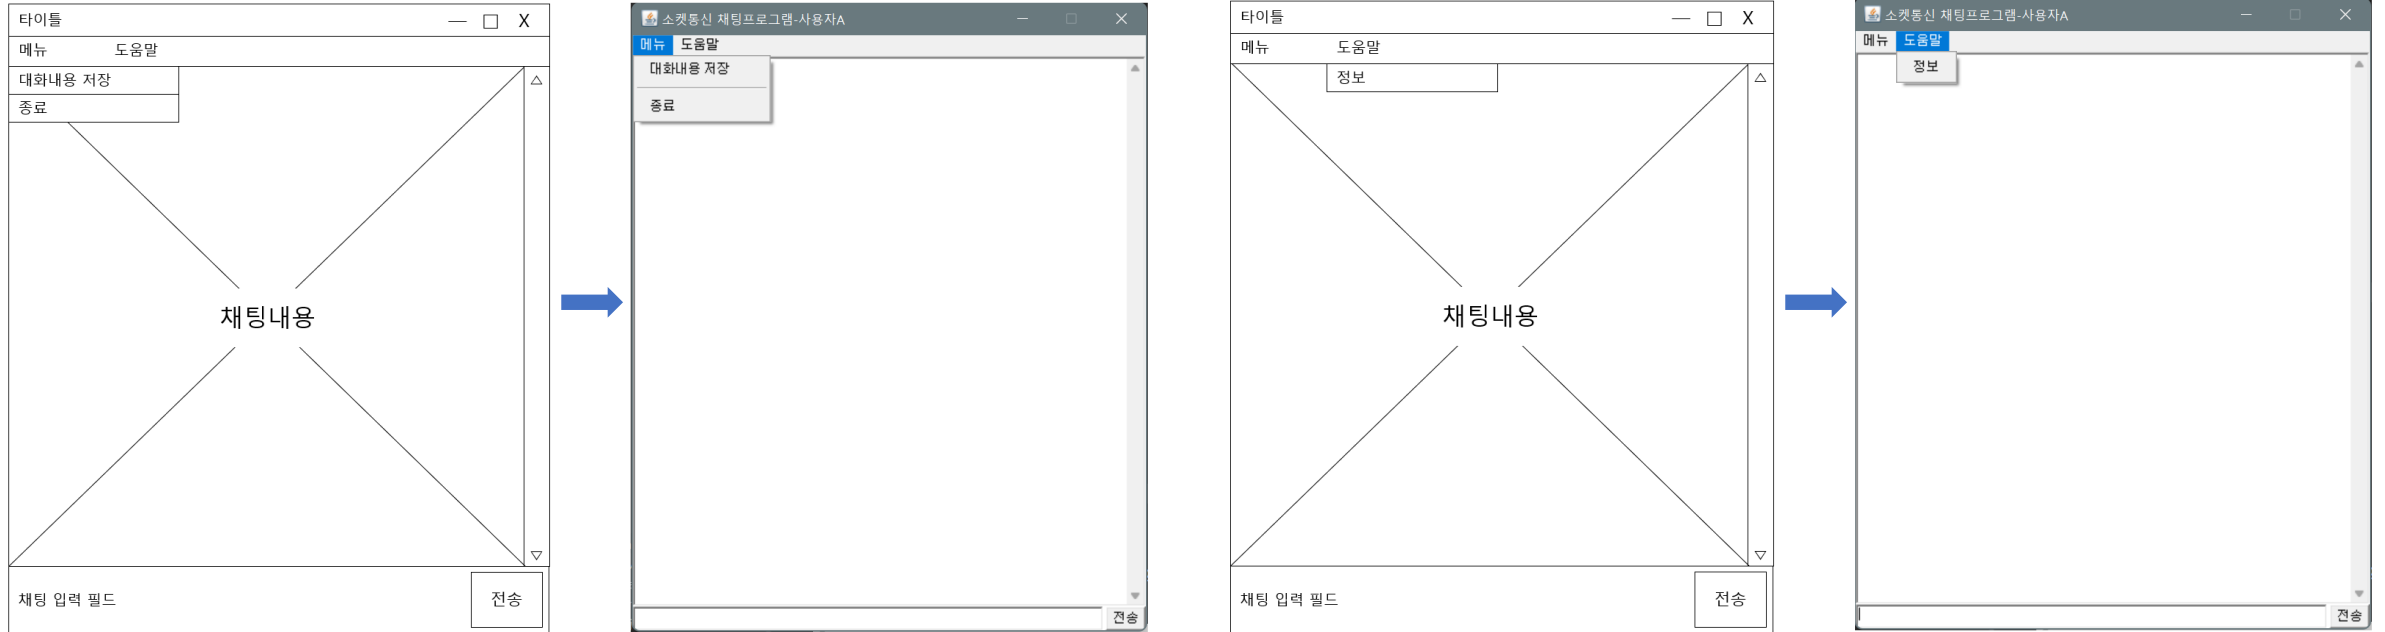 타이틀
— □ X
메뉴 도움말
대화내용 저장
종료
채팅내용
채팅 입력 필드
전송
소켓통신 채팅프로그램-사용자A
메뉴 도움말
대화내용 저장
종료
전송
타이틀
— □ X
메뉴 도움말
정보
채팅내용
채팅 입력 필드
전송
소켓통신 채팅프로그램-사용자A
메뉴 도움말
정보
전송